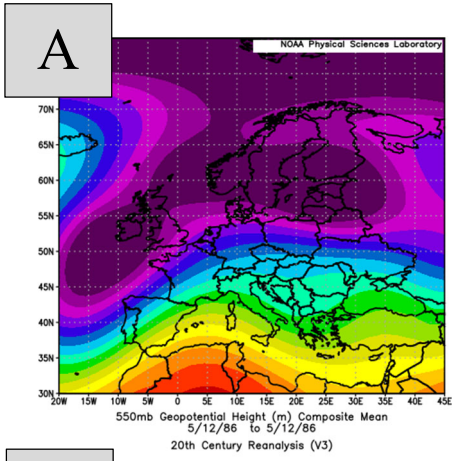 A
NOAA Physical Sciences Laboratory
70N
65N
60N
55N
50N
45N
40N
35N
30N
20W 15W 10W 5W 0 5E 10E 15E 20E 25E 30E 35E 40E 45E
550mb Geopotential Height (m) Composite Mean
5/12/86 to 5/12/86
20th Century Reanalysis (V3)